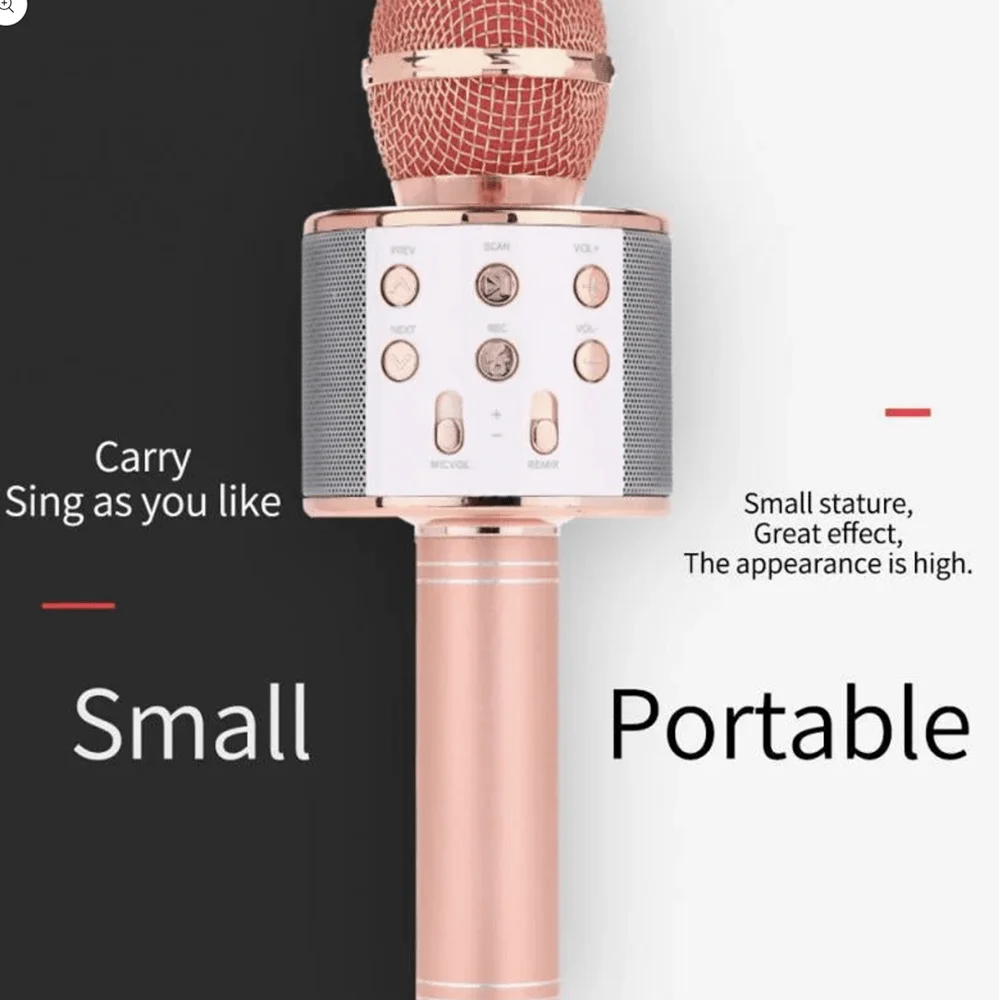 PREV
SCAN
VOL+
NEXT
REC
VOL-
+
−
MICVOL
REMIX
Carry
Sing as you like
Small stature,
Great effect,
The appearance is high.
Small
Portable